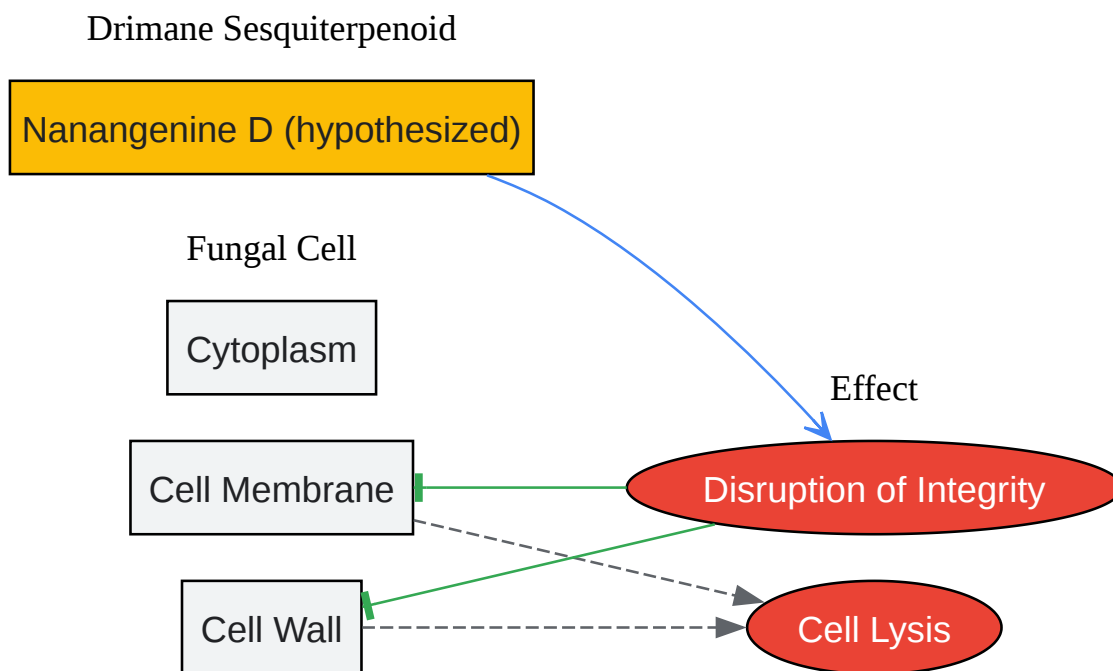 Drimane Sesquiterpenoid
Nanangenine D (hypothesized)
Fungal Cell
Cytoplasm
Effect
Cell Membrane
Disruption of Integrity
Cell Wall
Cell Lysis